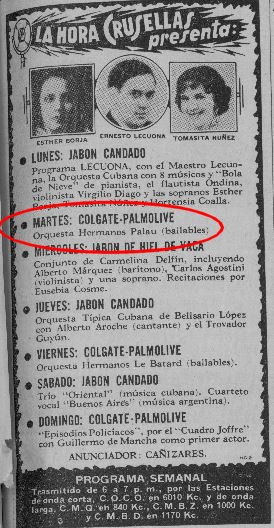 LA HORA CRUSELLAS
presenta:
ESTHER BORJA
ERNESTO LECUONA
TOMASITA NUÑEZ
LUNES: JABON CANDADO
Programa LECUONA, con el Maestro Lecuo-
na, la Orquesta Cubana con 8 músicos y "Bola
de Nieve" de pianista, el flautista Ondina,
violinista Virgilio Diago y las sopranos Esther
Borja, Tomasita Núñez y Hortensia Coalla.
MARTES: COLGATE-PALMOLIVE
Orquesta Hermanos Palau (bailables)
MIERCOLES: JABON DE HIEL DE VACA
Conjunto de Carmelina Delfin, incluyendo
Alberto Márquez (barítono), Carlos Agostini
(violinista) y una soprano. Recitaciones por
Eusebia Cosme.
JUEVES: JABON CANDADO
Orquesta Típica Cubana de Belisario López
con Alberto Aroche (cantante) y el Trovador
Guyún.
VIERNES: COLGATE-PALMOLIVE
Orquesta Hermanos Le Batard (bailables).
SABADO: JABON CANDADO
Trío "Oriental" (música cubana). Cuarteto
vocal "Buenos Aires" (música argentina).
DOMINGO: COLGATE-PALMOLIVE
"Episodios Policíacos", por el "Cuadro Joffre"
con Guillermo de Mancha como primer actor.
ANUNCIADOR: CAÑIZARES.
PROGRAMA SEMANAL
Trasmitido de 6 a 7 p. m., por las Estaciones
de onda corta, C.O.C.O. en 6010 Kc. y de onda
larga, C. M. Q. en 840 Kc., C. M. B. Z. en 1000 Kc.
y C M. B. D. en 1170 Kc.